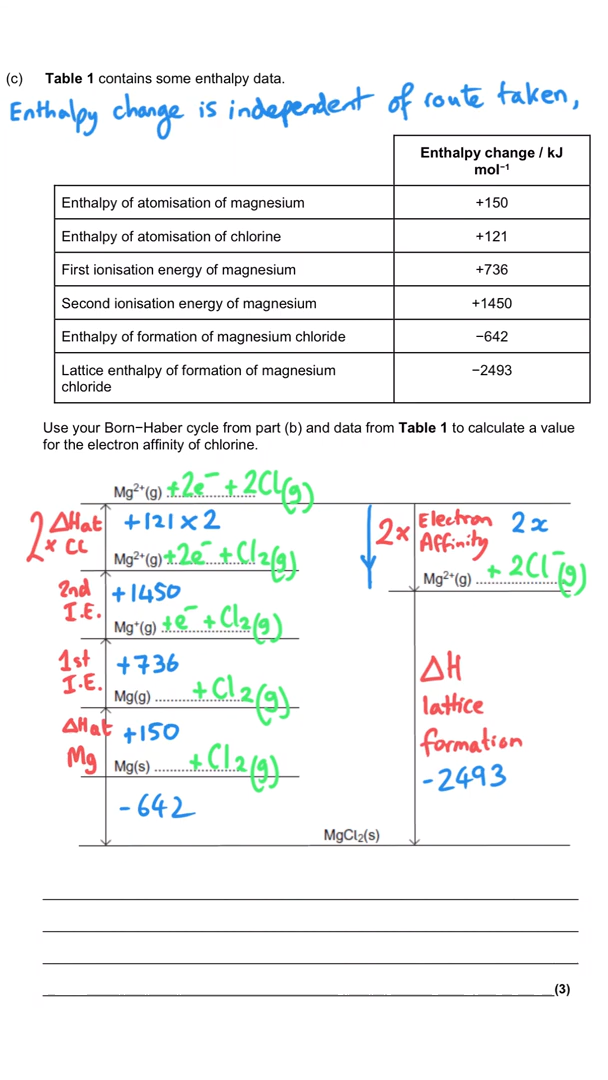 (c) Table 1 contains some enthalpy data.
Enthalpy change is independent of route taken,
Enthalpy change / kJ
mol⁻¹
Enthalpy of atomisation of magnesium +150
Enthalpy of atomisation of chlorine +121
First ionisation energy of magnesium +736
Second ionisation energy of magnesium +1450
Enthalpy of formation of magnesium chloride −642
Lattice enthalpy of formation of magnesium −2493
chloride
Use your Born−Haber cycle from part (b) and data from Table 1 to calculate a value
for the electron affinity of chlorine.
Mg²⁺(g) +2e⁻ + 2Cl(g)
2x ΔHat Cl +121 x 2
Mg²⁺(g) +2e⁻ + Cl₂(g)
2nd I.E. +1450
Mg⁺(g) +e⁻ + Cl₂(g)
1st I.E. +736
Mg(g) + Cl₂(g)
ΔHat Mg +150
Mg(s) + Cl₂(g)
-642
2x Electron Affinity 2x
Mg²⁺(g) + 2Cl⁻(g)
ΔH
lattice
formation
-2493
MgCl₂(s)
(3)